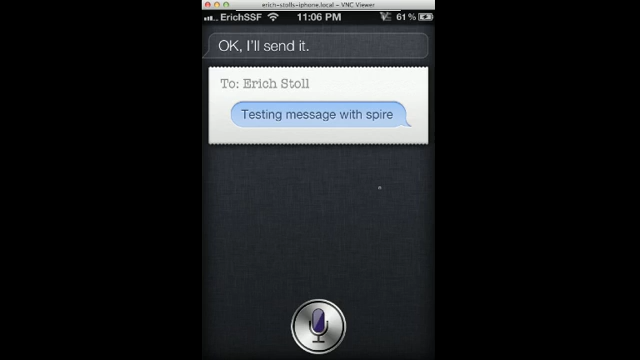 erich-stolls-iphone.local – VNC Viewer
ErichSSF 11:06 PM 61 %
OK, I'll send it.
To: Erich Stoll
Testing message with spire